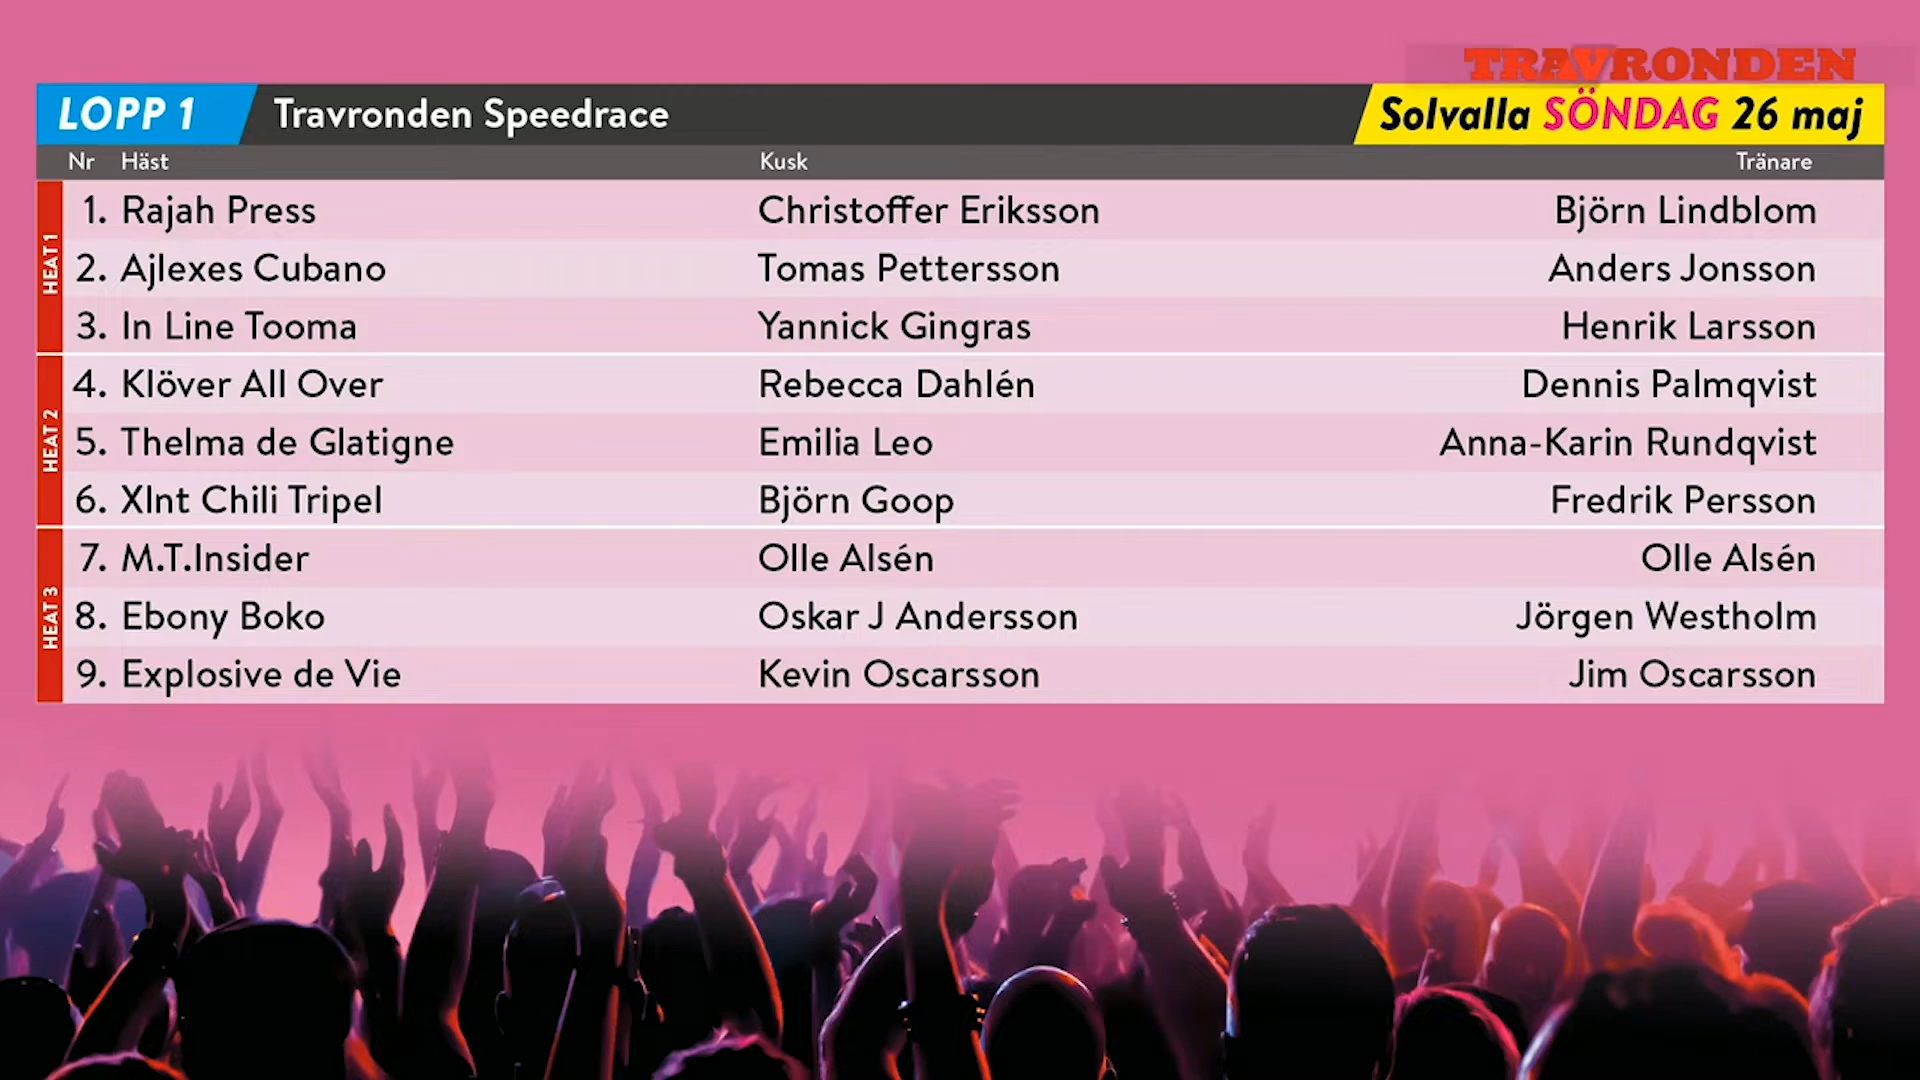 TRAVRONDEN
LOPP 1 Travronden Speedrace Solvalla SÖNDAG 26 maj
Nr Häst Kusk Tränare
HEAT 1
1. Rajah Press Christoffer Eriksson Björn Lindblom
2. Ajlexes Cubano Tomas Pettersson Anders Jonsson
3. In Line Tooma Yannick Gingras Henrik Larsson
HEAT 2
4. Klöver All Over Rebecca Dahlén Dennis Palmqvist
5. Thelma de Glatigne Emilia Leo Anna-Karin Rundqvist
6. Xlnt Chili Tripel Björn Goop Fredrik Persson
HEAT 3
7. M.T.Insider Olle Alsén Olle Alsén
8. Ebony Boko Oskar J Andersson Jörgen Westholm
9. Explosive de Vie Kevin Oscarsson Jim Oscarsson